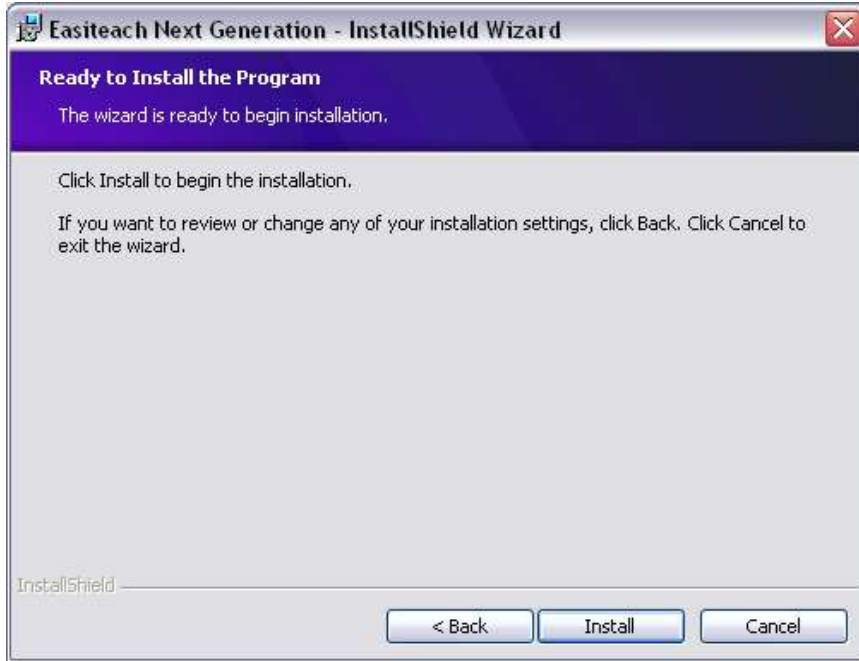 Easiteach Next Generation - InstallShield Wizard
Ready to Install the Program
The wizard is ready to begin installation.
Click Install to begin the installation.
If you want to review or change any of your installation settings, click Back. Click Cancel to
exit the wizard.
InstallShield
< Back Install Cancel